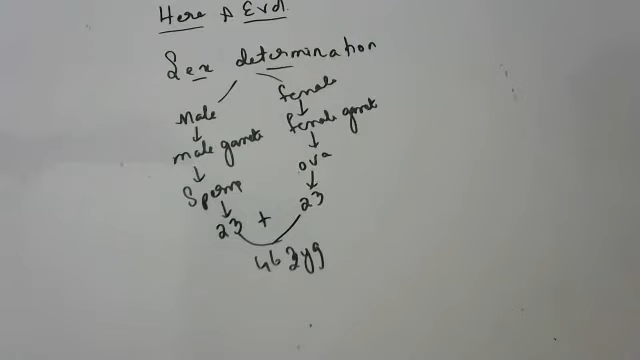 Here & Evol
Sex determination
Male
female
male gamete
female gamete
Sperm
ova
23 +
23
46 zyg